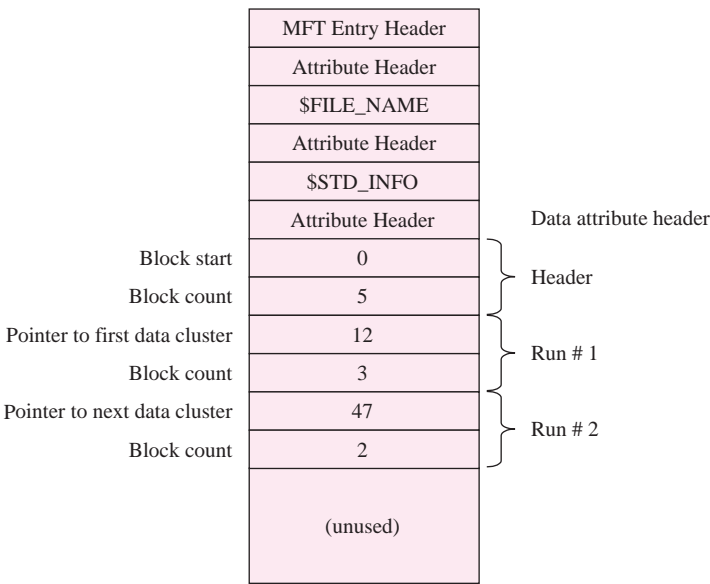 MFT Entry Header
Attribute Header
$FILE_NAME
Attribute Header
$STD_INFO
Attribute Header
Data attribute header
Block start
0
Header
Block count
5
Pointer to first data cluster
12
Run # 1
Block count
3
Pointer to next data cluster
47
Run # 2
Block count
2
(unused)